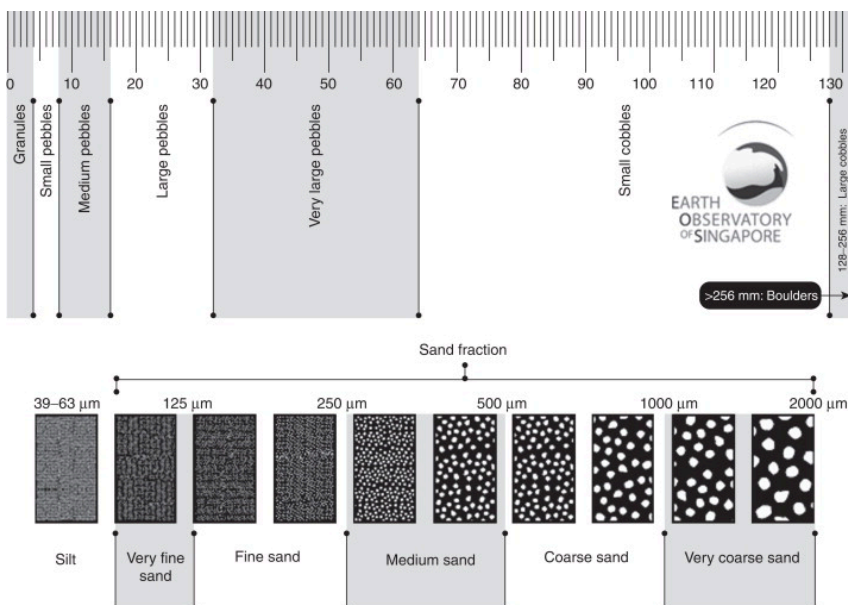 0 10 20 30 40 50 60 70 80 90 100 110 120 130
Granules
Small pebbles
Medium pebbles
Large pebbles
Very large pebbles
Small cobbles
128–256 mm: Large cobbles
EARTH
OBSERVATORY
OF SINGAPORE
>256 mm: Boulders
Sand fraction
39–63 μm 125 μm 250 μm 500 μm 1000 μm 2000 μm
Silt
Very fine
sand
Fine sand
Medium sand
Coarse sand
Very coarse sand